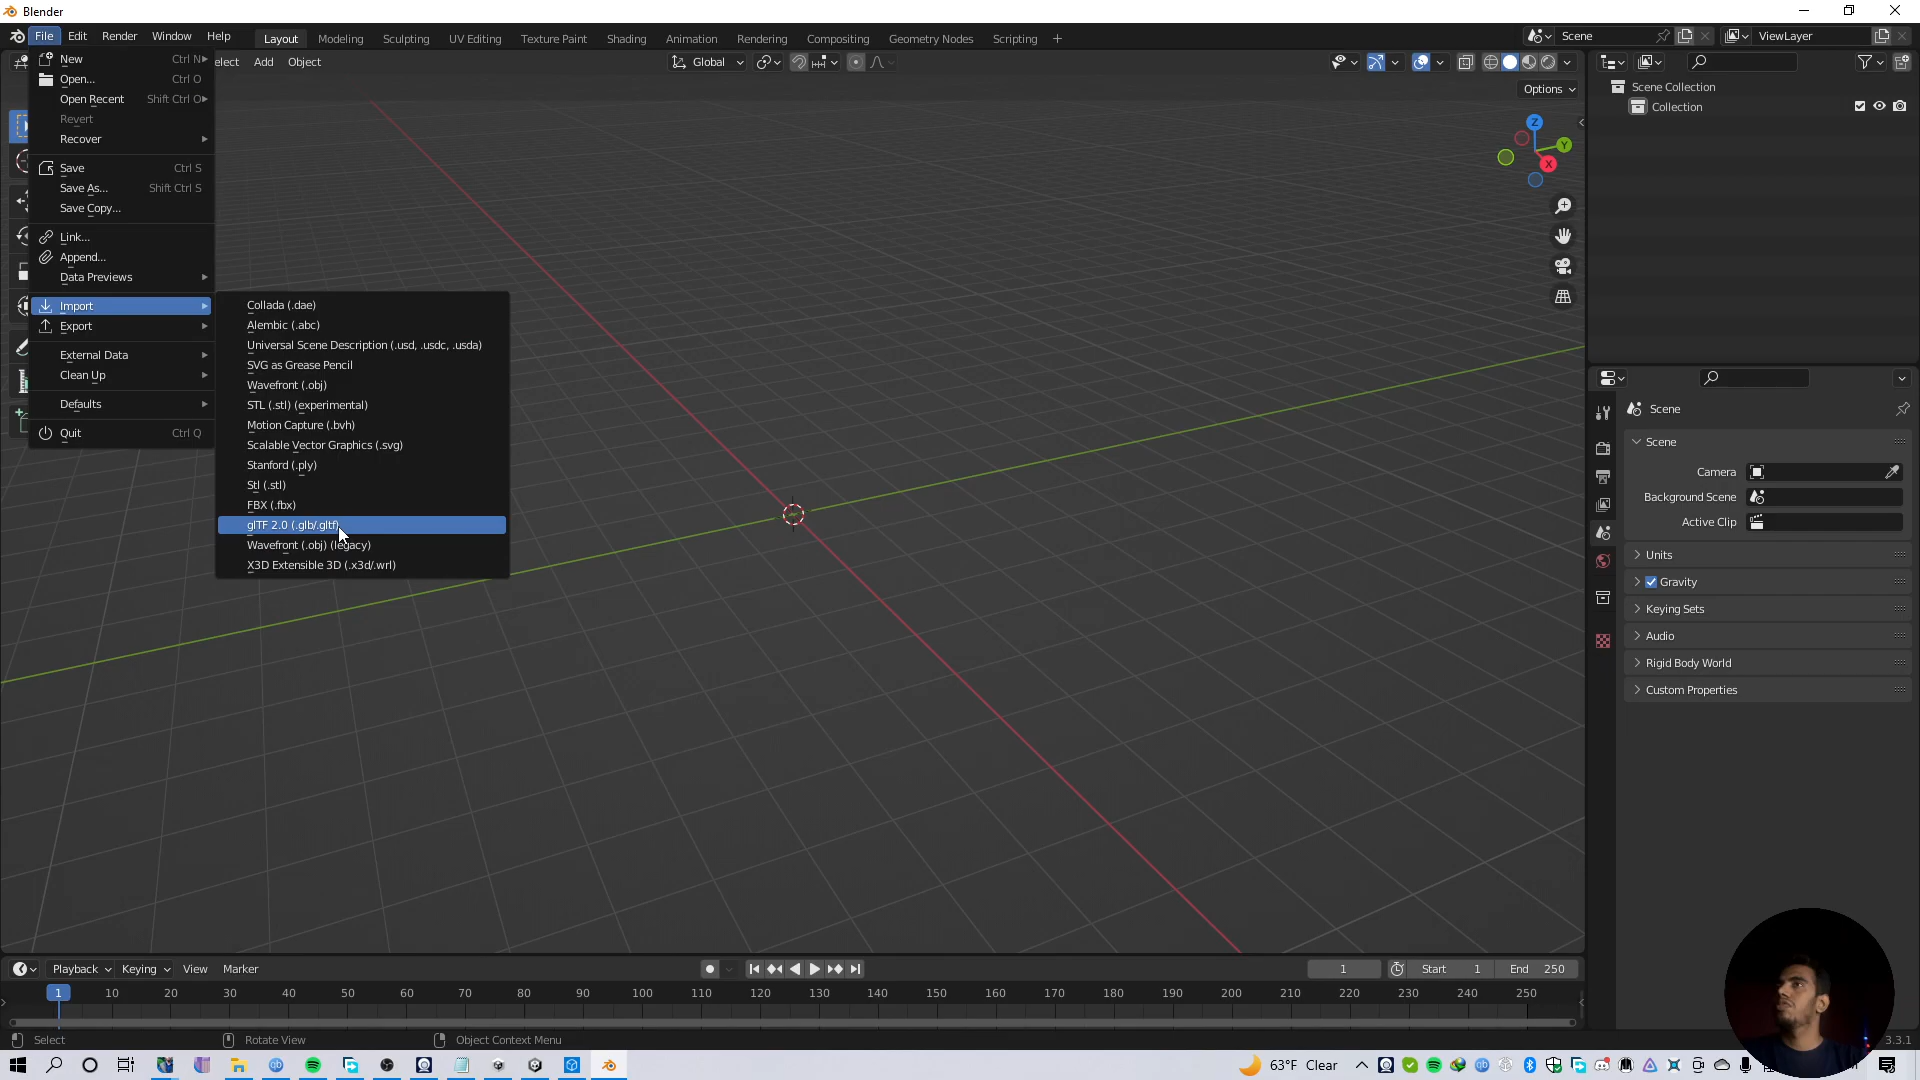 Blender
File Edit Render Window Help Layout Modeling Sculpting UV Editing Texture Paint Shading Animation Rendering Compositing Geometry Nodes Scripting + Scene ViewLayer
elect Add Object Global
Options
New Ctrl N
Open... Ctrl O
Open Recent Shift Ctrl O
Revert
Recover
Save Ctrl S
Save As... Shift Ctrl S
Save Copy...
Link...
Append...
Data Previews
Import
Export
External Data
Clean Up
Defaults
Quit Ctrl Q
Collada (.dae)
Alembic (.abc)
Universal Scene Description (.usd, .usdc, .usda)
SVG as Grease Pencil
Wavefront (.obj)
STL (.stl) (experimental)
Motion Capture (.bvh)
Scalable Vector Graphics (.svg)
Stanford (.ply)
Stl (.stl)
FBX (.fbx)
glTF 2.0 (.glb/.gltf)
Wavefront (.obj) (legacy)
X3D Extensible 3D (.x3d/.wrl)
Z
Y
X
Scene Collection
Collection
Scene
Scene
Camera
Background Scene
Active Clip
Units
Gravity
Keying Sets
Audio
Rigid Body World
Custom Properties
Playback Keying View Marker 1 Start 1 End 250
1 10 20 30 40 50 60 70 80 90 100 110 120 130 140 150 160 170 180 190 200 210 220 230 240 250
Select Rotate View Object Context Menu 3.3.1
63°F Clear